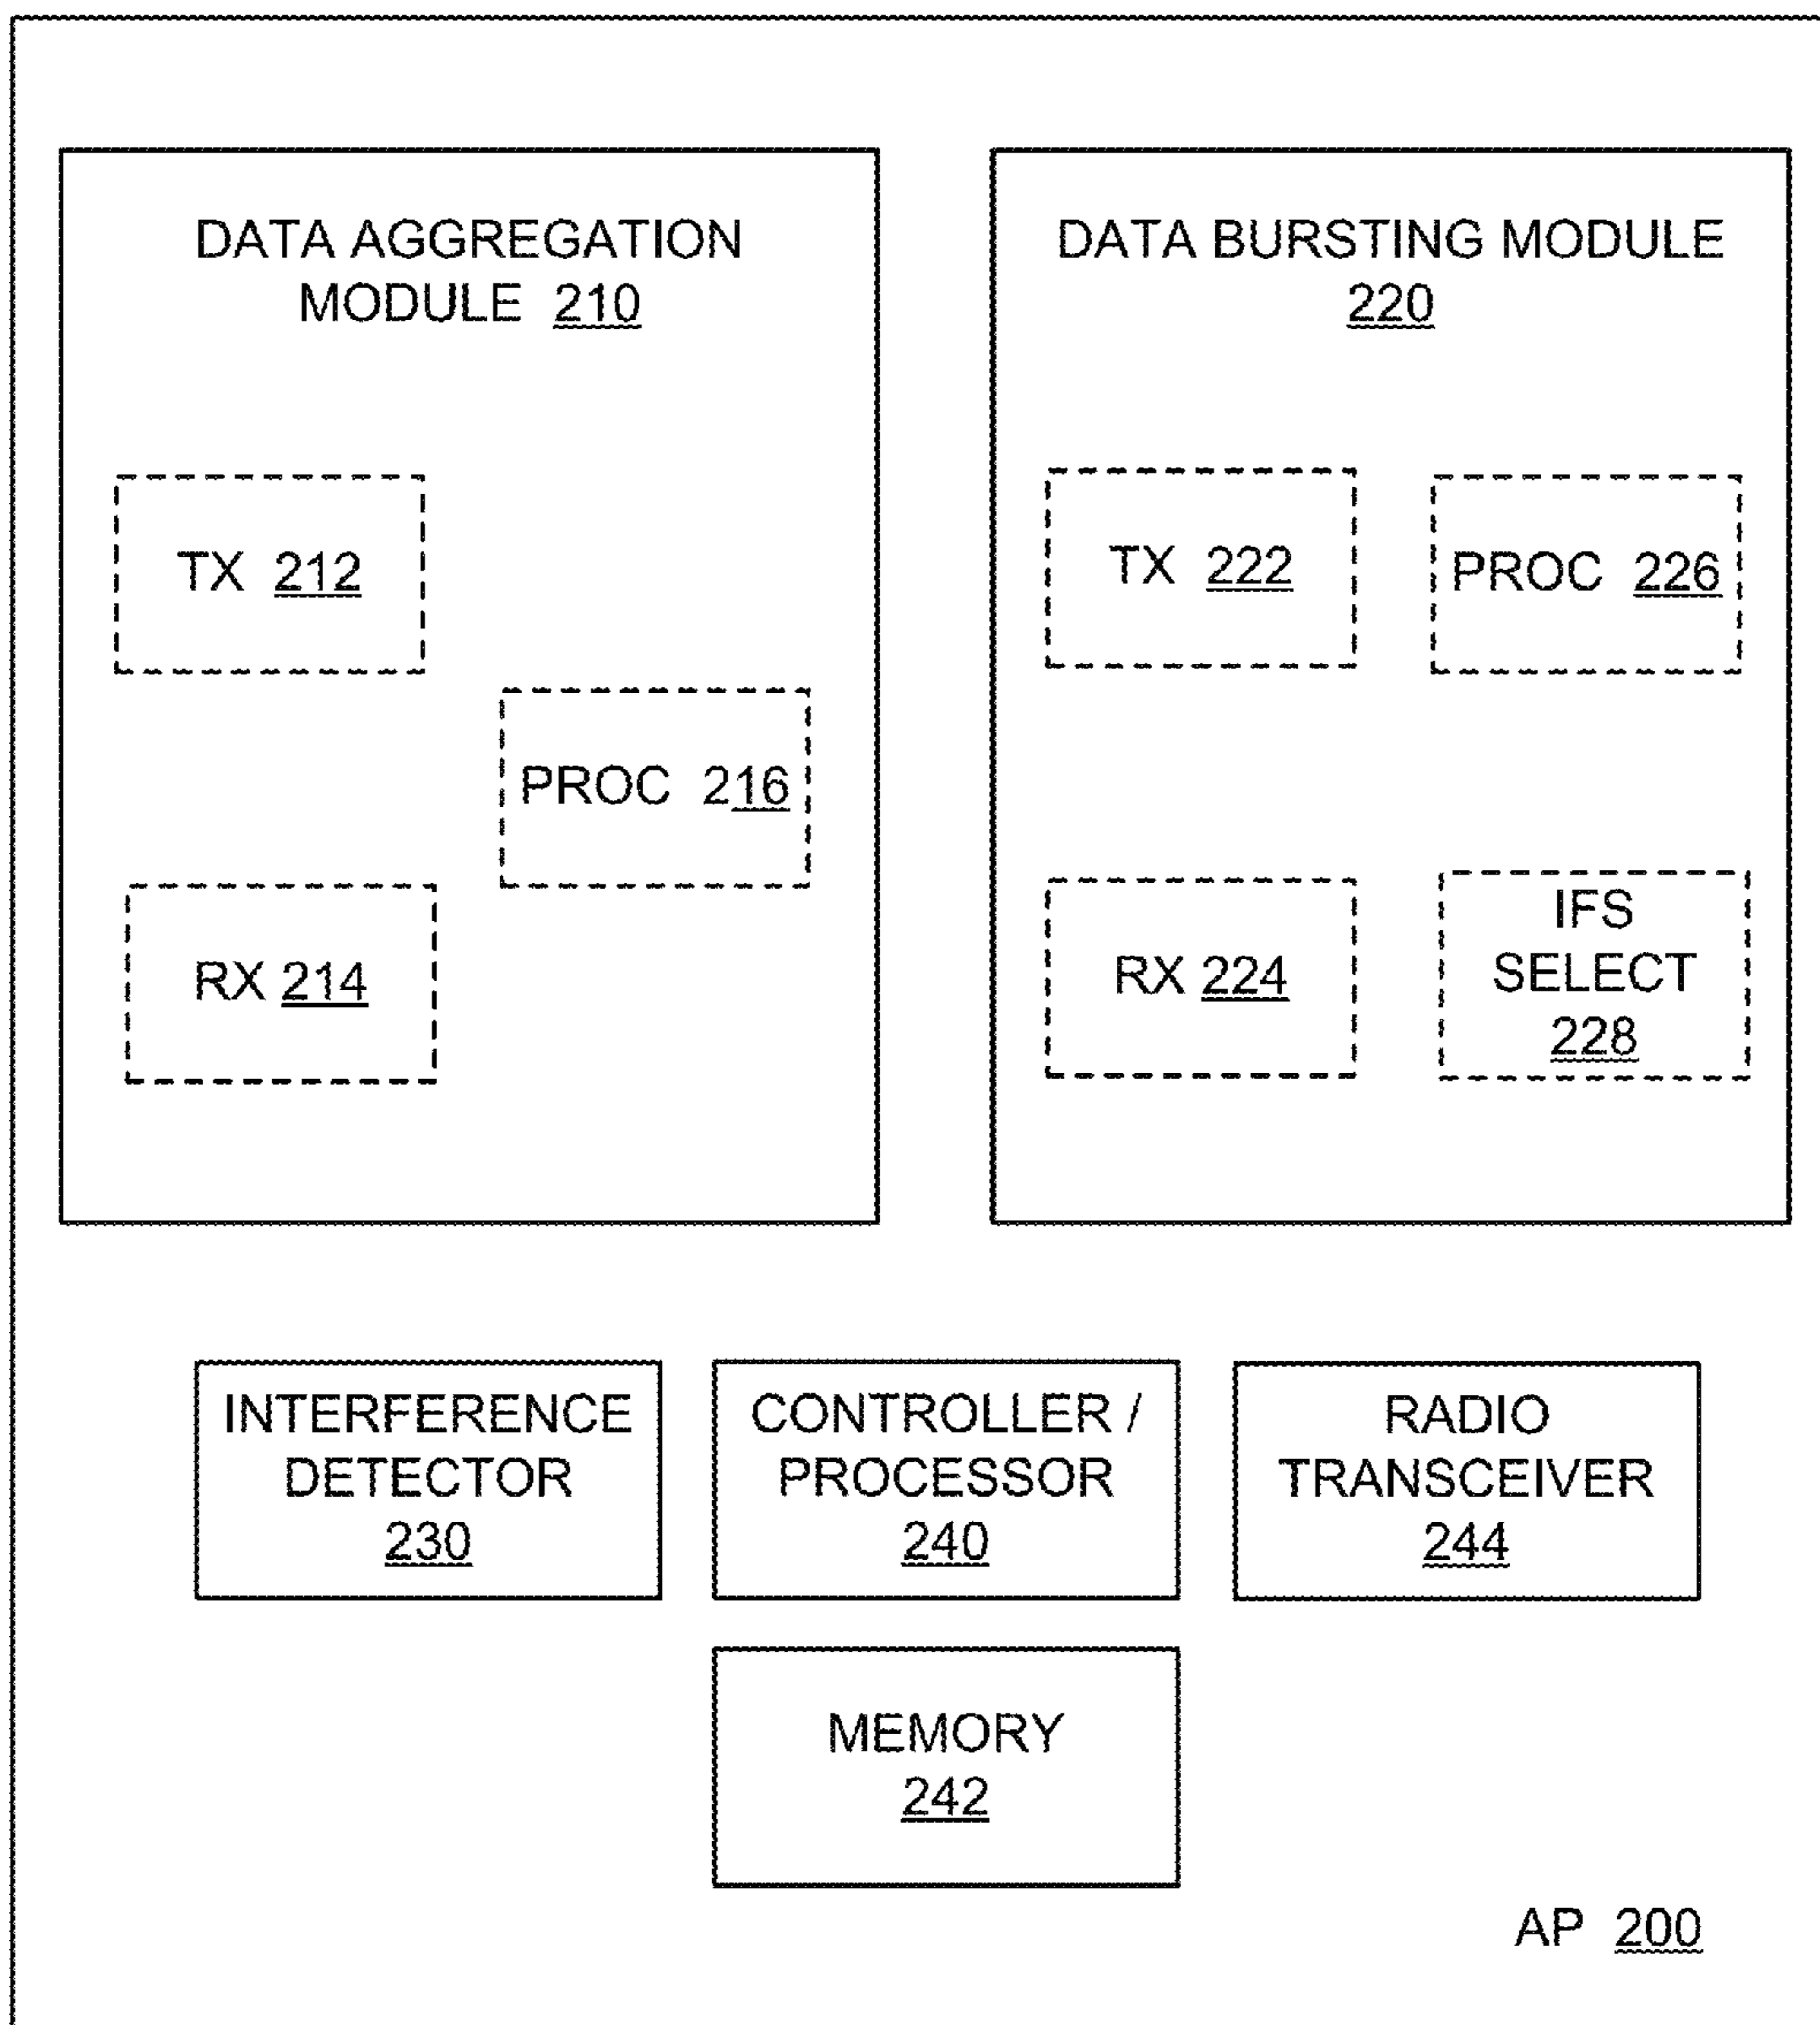 DATA AGGREGATION
MODULE 210
TX 212
PROC 216
RX 214
DATA BURSTING MODULE
220
TX 222
PROC 226
RX 224
IFS
SELECT
228
INTERFERENCE
DETECTOR
230
CONTROLLER /
PROCESSOR
240
RADIO
TRANSCEIVER
244
MEMORY
242
AP 200